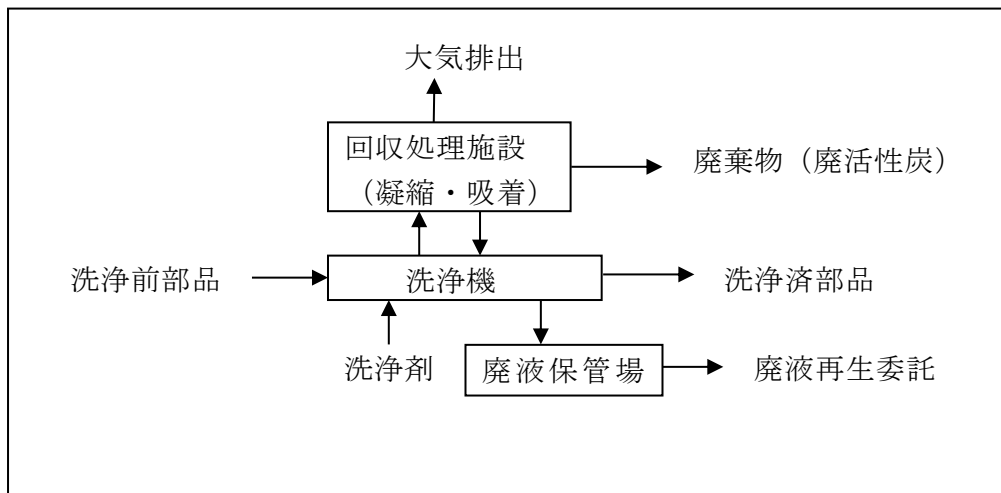 大気排出
回収処理施設
(凝縮・吸着)
廃棄物(廃活性炭)
洗浄前部品
洗浄機
洗浄済部品
洗浄剤
廃液保管場
廃液再生委託